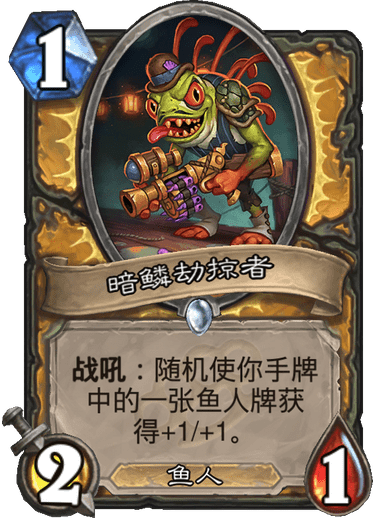 1
暗鳞劫掠者
战吼：随机使你手牌
中的一张鱼人牌获
得+1/+1。
2
鱼人
1